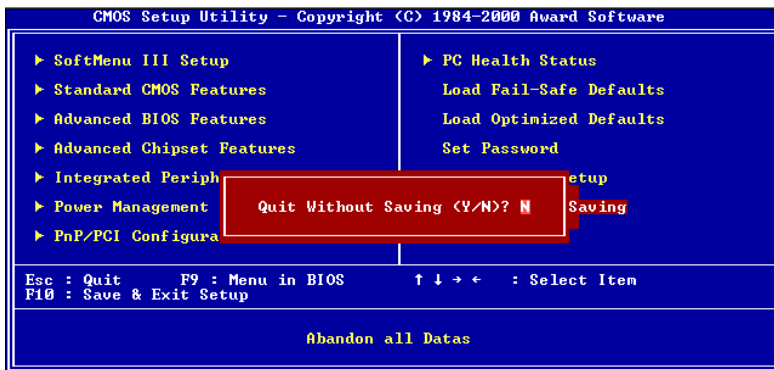 CMOS Setup Utility - Copyright (C) 1984-2000 Award Software
SoftMenu III Setup
Standard CMOS Features
Advanced BIOS Features
Advanced Chipset Features
Integrated Periph
Power Management
PnP/PCI Configura
PC Health Status
Load Fail-Safe Defaults
Load Optimized Defaults
Set Password
etup
Saving
Quit Without Saving (Y/N)? N
Esc : Quit F9 : Menu in BIOS ↑ ↓ → ← : Select Item
F10 : Save & Exit Setup
Abandon all Datas